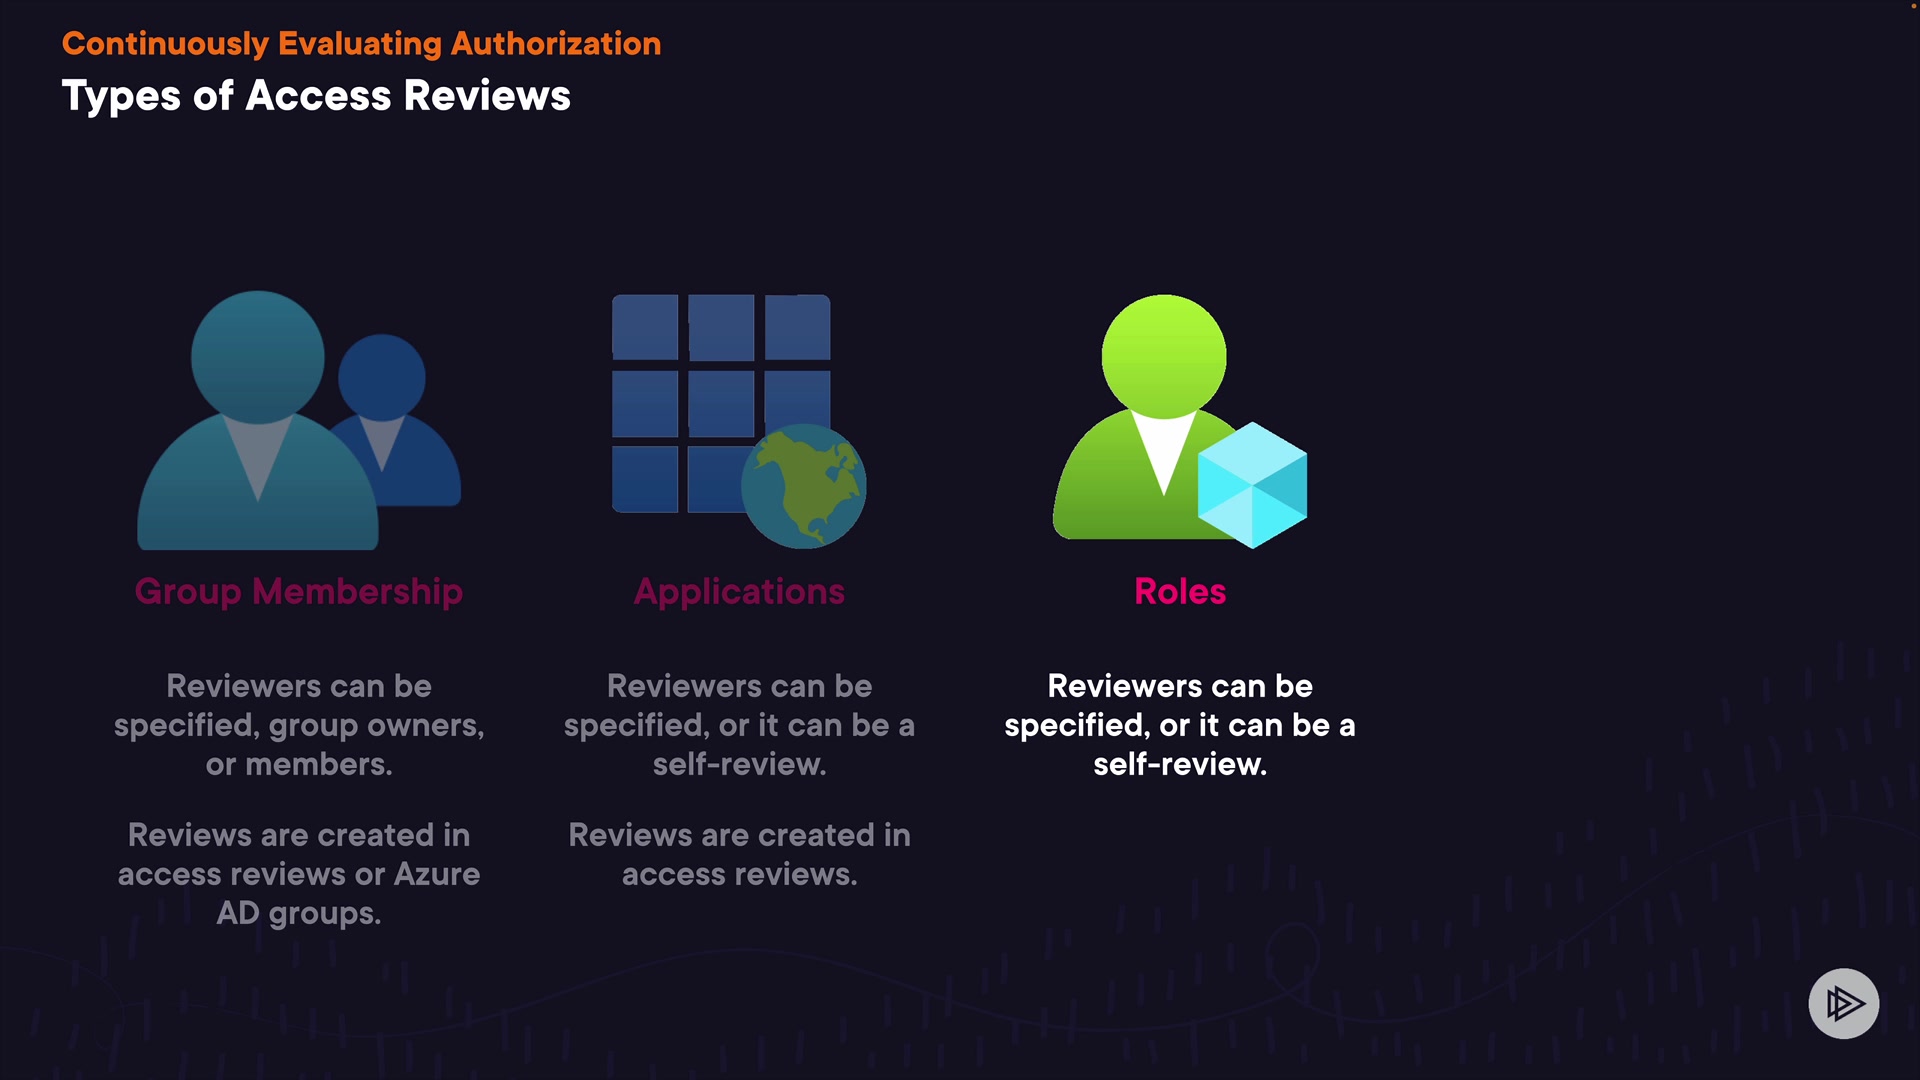 Continuously Evaluating Authorization
Types of Access Reviews
Group Membership
Reviewers can be
specified, group owners,
or members.
Reviews are created in
access reviews or Azure
AD groups.
Applications
Reviewers can be
specified, or it can be a
self-review.
Reviews are created in
access reviews.
Roles
Reviewers can be
specified, or it can be a
self-review.